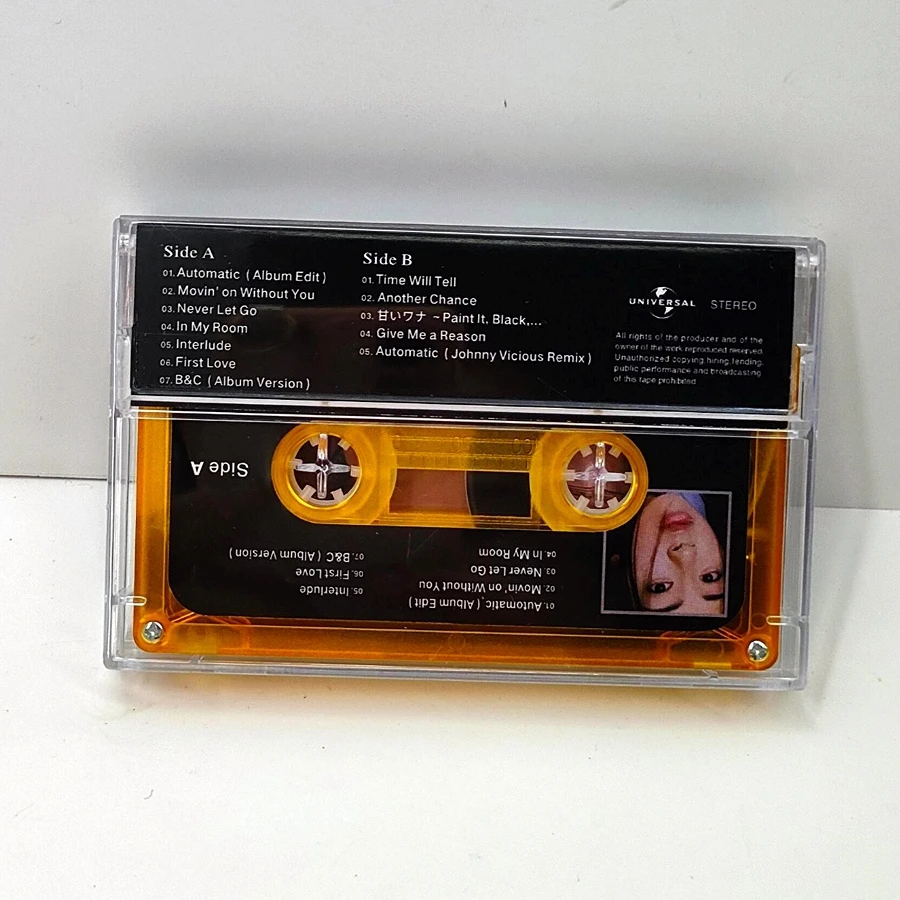 Side A
01. Automatic ( Album Edit )
02. Movin' on Without You
03. Never Let Go
04. In My Room
05. Interlude
06. First Love
07. B&C ( Album Version )
Side B
01. Time Will Tell
02. Another Chance
03. 甘いワナ ~Paint It, Black,...
04. Give Me a Reason
05. Automatic ( Johnny Vicious Remix )
UNIVERSAL STEREO
All rights of the producer and of the
owner of the work reproduced reserved.
Unauthorized copying, hiring, lending,
public performance and broadcasting
of this tape prohibited.
Side A
01. Automatic ( Album Edit )
02. Movin' on Without You
03. Never Let Go
04. In My Room
05. Interlude
06. First Love
07. B&C ( Album Version )